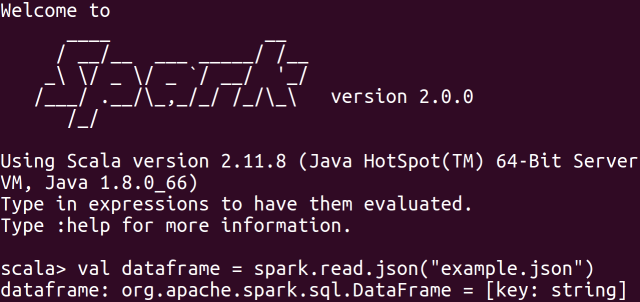 Welcome to
      ____              __
     / __/__  ___ _____/ /__
    _\ \/ _ \/ _ `/ __/  '_/
   /___/ .__/\_,_/_/ /_/\_\   version 2.0.0
      /_/
Using Scala version 2.11.8 (Java HotSpot(TM) 64-Bit Server
VM, Java 1.8.0_66)
Type in expressions to have them evaluated.
Type :help for more information.
scala> val dataframe = spark.read.json("example.json")
dataframe: org.apache.spark.sql.DataFrame = [key: string]